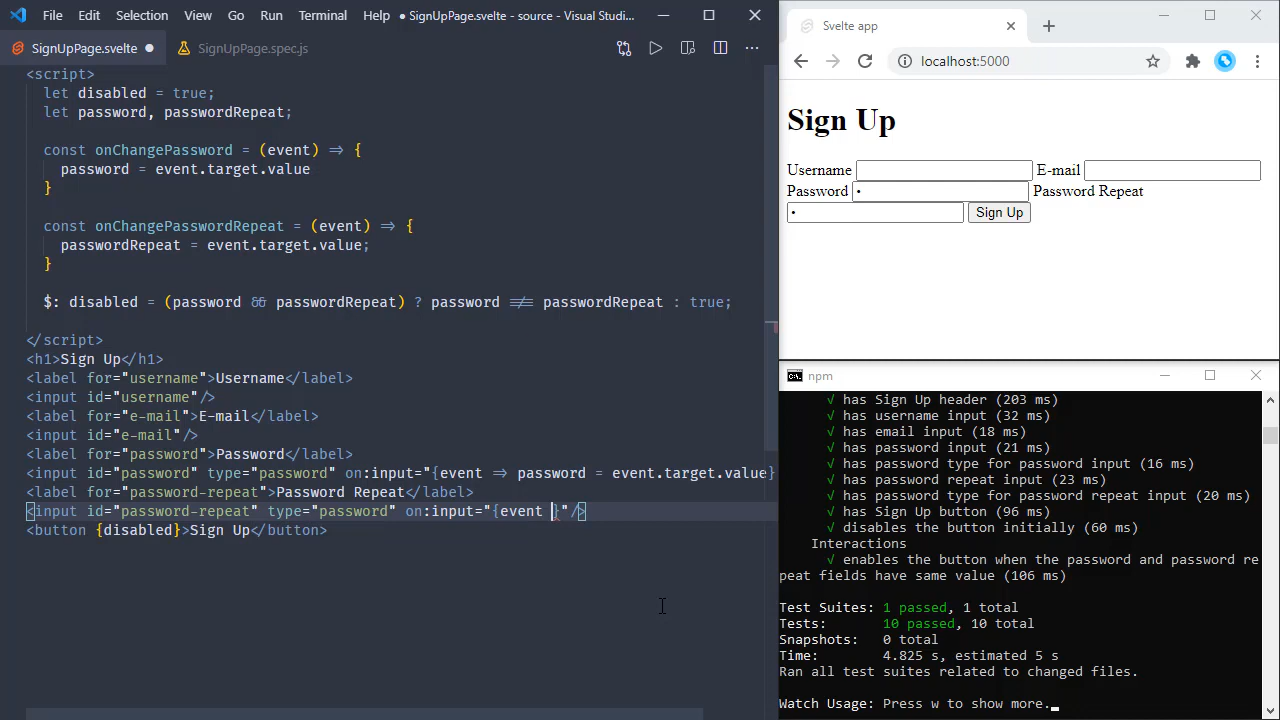 File Edit Selection View Go Run Terminal Help ● SignUpPage.svelte - source - Visual Studi...
SignUpPage.svelte ● SignUpPage.spec.js
<script>
let disabled = true;
let password, passwordRepeat;
const onChangePassword = (event) => {
password = event.target.value
}
const onChangePasswordRepeat = (event) => {
passwordRepeat = event.target.value;
}
$: disabled = (password && passwordRepeat) ? password !== passwordRepeat : true;
</script>
<h1>Sign Up</h1>
<label for="username">Username</label>
<input id="username"/>
<label for="e-mail">E-mail</label>
<input id="e-mail"/>
<label for="password">Password</label>
<input id="password" type="password" on:input="{event => password = event.target.value}
<label for="password-repeat">Password Repeat</label>
<input id="password-repeat" type="password" on:input="{event }"/>
<button {disabled}>Sign Up</button>
Svelte app
localhost:5000
Sign Up
Username E-mail
Password • Password Repeat
• Sign Up
npm
√ has Sign Up header (203 ms)
√ has username input (32 ms)
√ has email input (18 ms)
√ has password input (21 ms)
√ has password type for password input (16 ms)
√ has password repeat input (23 ms)
√ has password type for password repeat input (20 ms)
√ has Sign Up button (96 ms)
√ disables the button initially (60 ms)
Interactions
√ enables the button when the password and password re
peat fields have same value (106 ms)
Test Suites: 1 passed, 1 total
Tests: 10 passed, 10 total
Snapshots: 0 total
Time: 4.825 s, estimated 5 s
Ran all test suites related to changed files.
Watch Usage: Press w to show more.